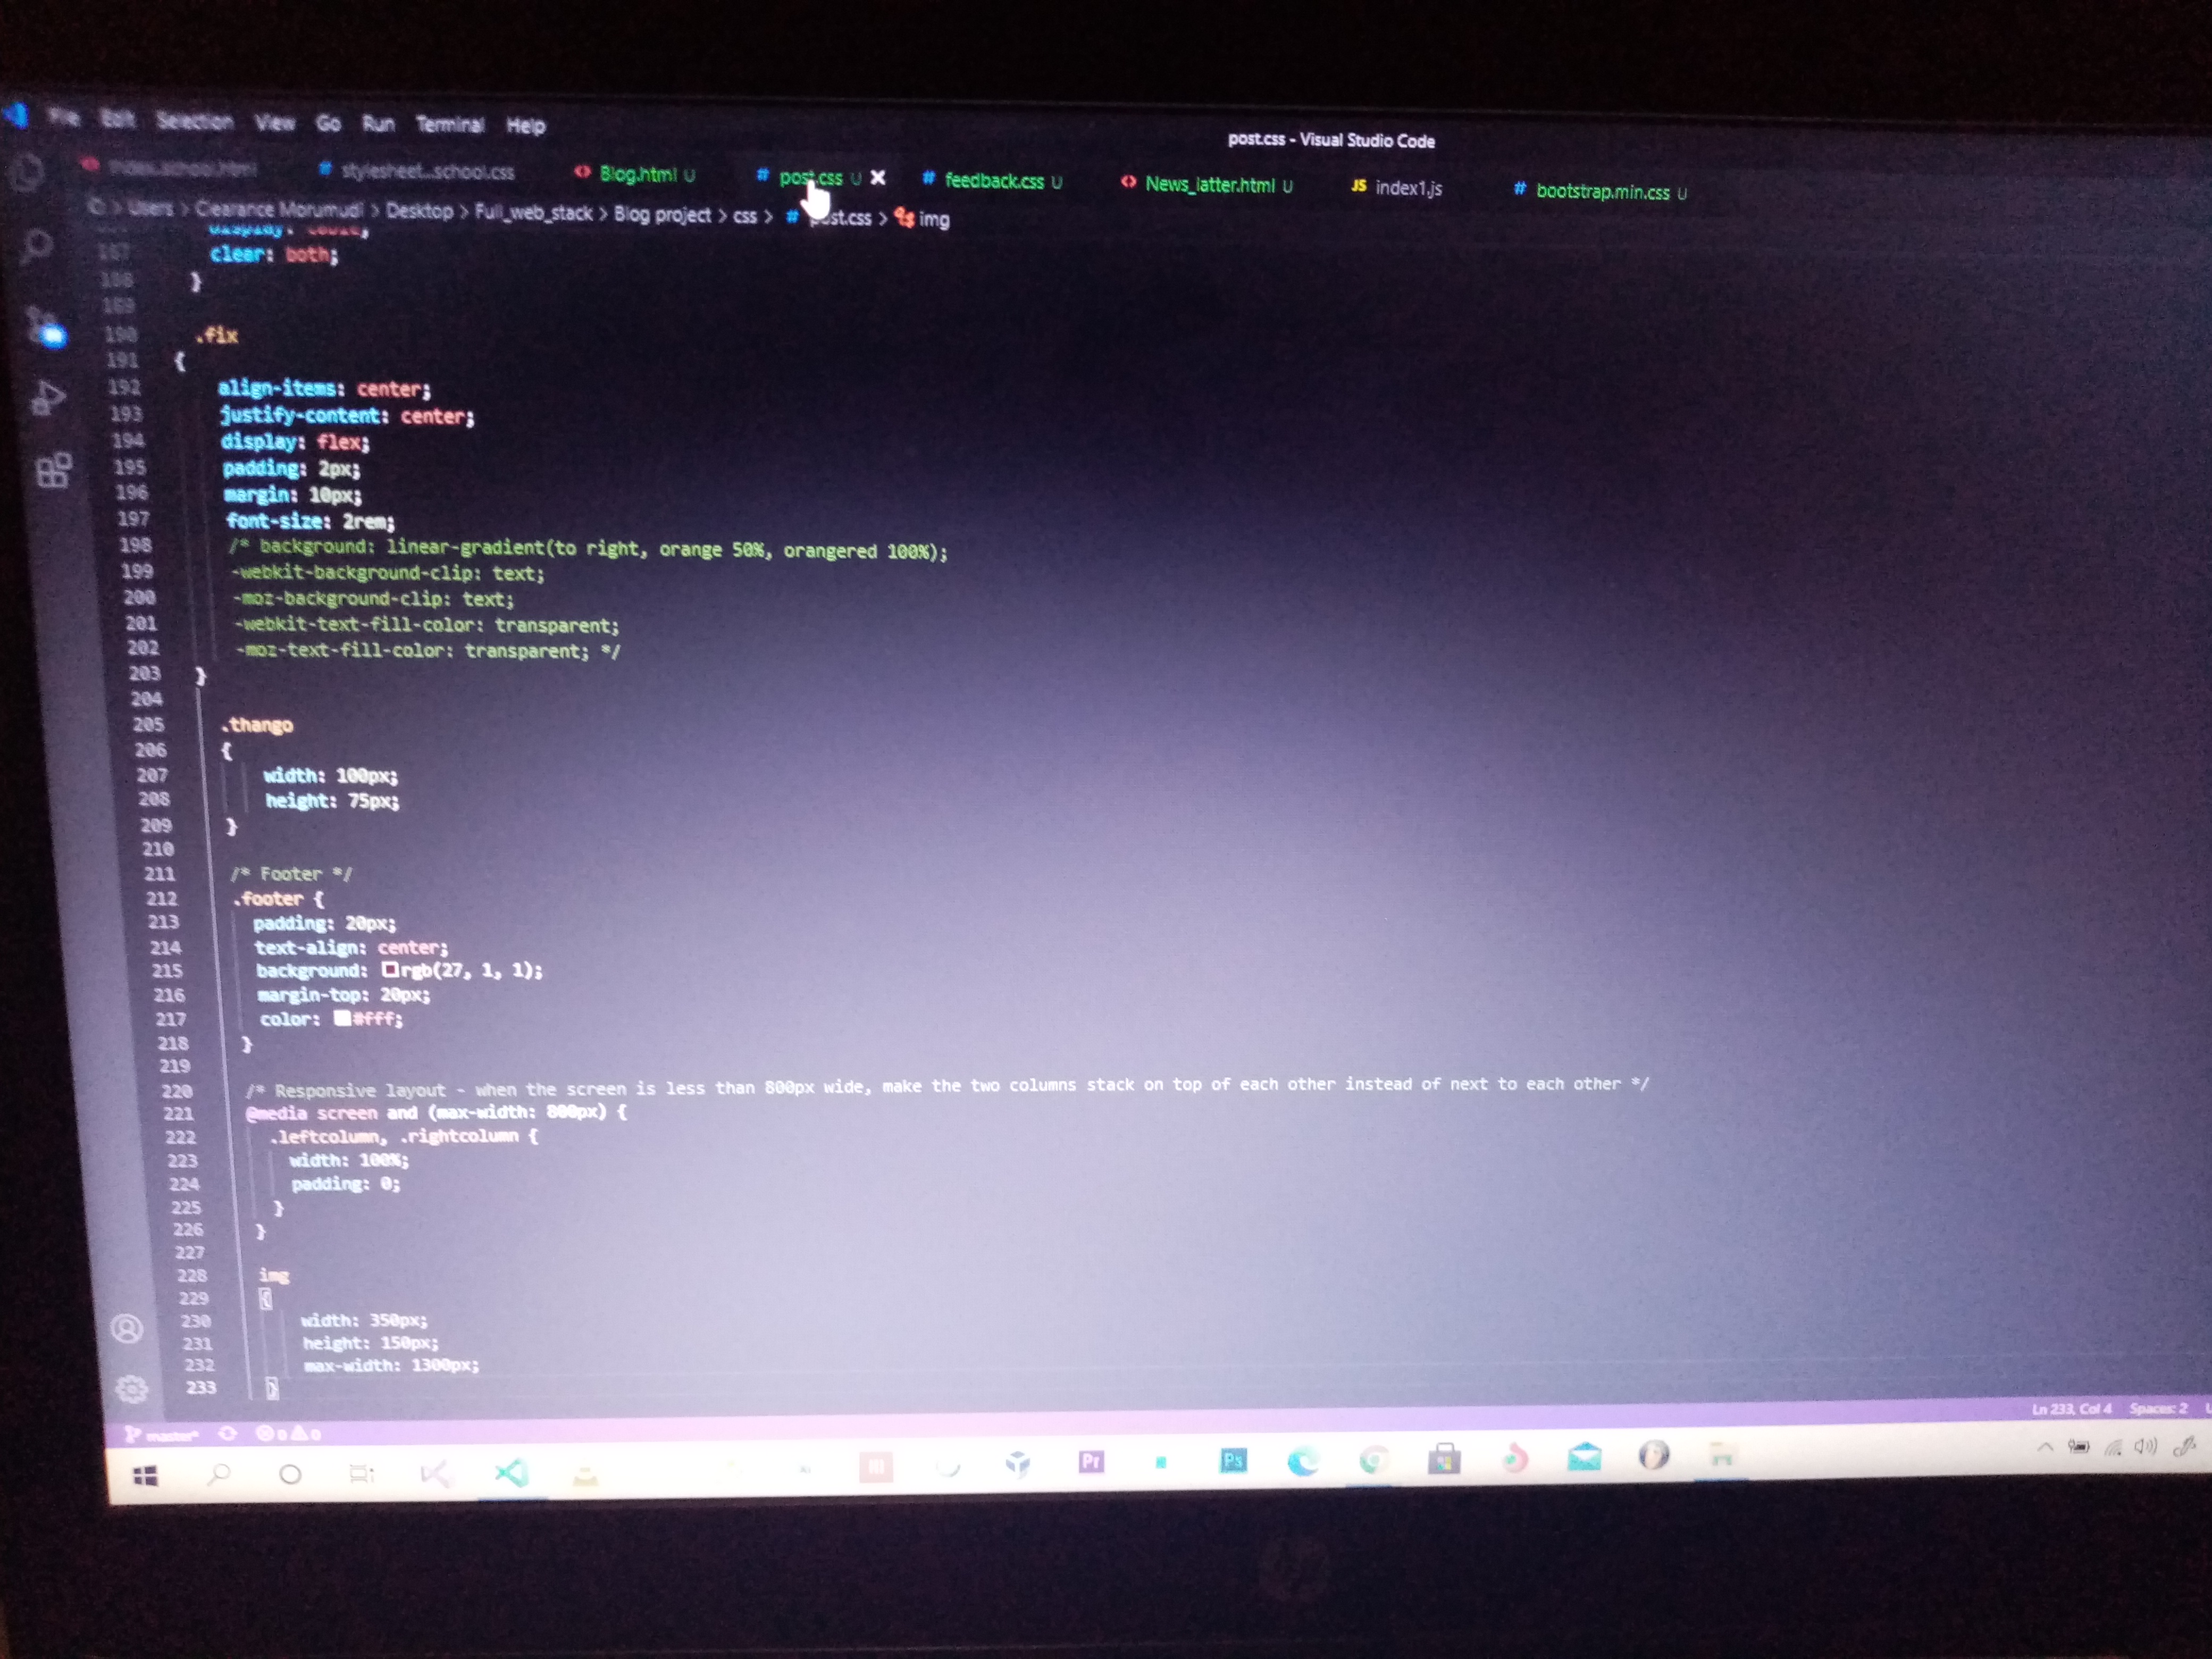 File Edit Selection View Go Run Terminal Help
post.css - Visual Studio Code
index.school.html stylesheet...school.css Blog.html U post.css U feedback.css U News_latter.html U JS index1.js bootstrap.min.css U
> Users > Clearance Morumudi > Desktop > Full_web_stack > Blog project > css > # post.css > img
display: table;
187 clear: both;
188 }
189
190 .fix
191 {
192 align-items: center;
193 justify-content: center;
194 display: flex;
195 padding: 2px;
196 margin: 10px;
197 font-size: 2rem;
198 /* background: linear-gradient(to right, orange 50%, orangered 100%);
199 -webkit-background-clip: text;
200 -moz-background-clip: text;
201 -webkit-text-fill-color: transparent;
202 -moz-text-fill-color: transparent; */
203 }
204
205 .thango
206 {
207 width: 100px;
208 height: 75px;
209 }
210
211 /* Footer */
212 .footer {
213 padding: 20px;
214 text-align: center;
215 background: rgb(27, 1, 1);
216 margin-top: 20px;
217 color: #fff;
218 }
219
220 /* Responsive layout - when the screen is less than 800px wide, make the two columns stack on top of each other instead of next to each other */
221 @media screen and (max-width: 800px) {
222 .leftcolumn, .rightcolumn {
223 width: 100%;
224 padding: 0;
225 }
226 }
227
228 img
229 {
230 width: 350px;
231 height: 150px;
232 max-width: 1300px;
233 }
master* 0 0 Ln 233, Col 4 Spaces: 2
Pr Ps